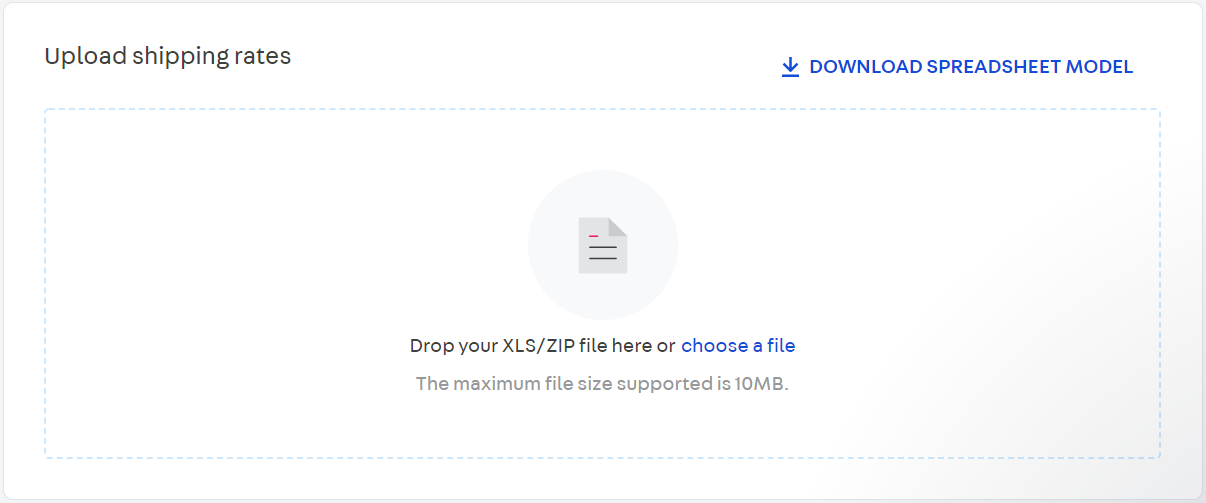 Upload shipping rates
DOWNLOAD SPREADSHEET MODEL
Drop your XLS/ZIP file here or choose a file
The maximum file size supported is 10MB.